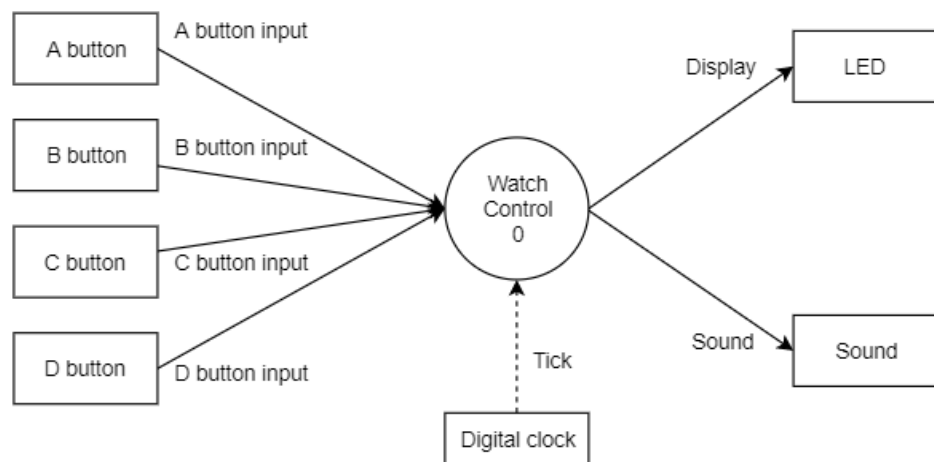 A button
A button input
B button
B button input
C button
C button input
D button
D button input
Watch
Control
0
Tick
Digital clock
Display
LED
Sound
Sound